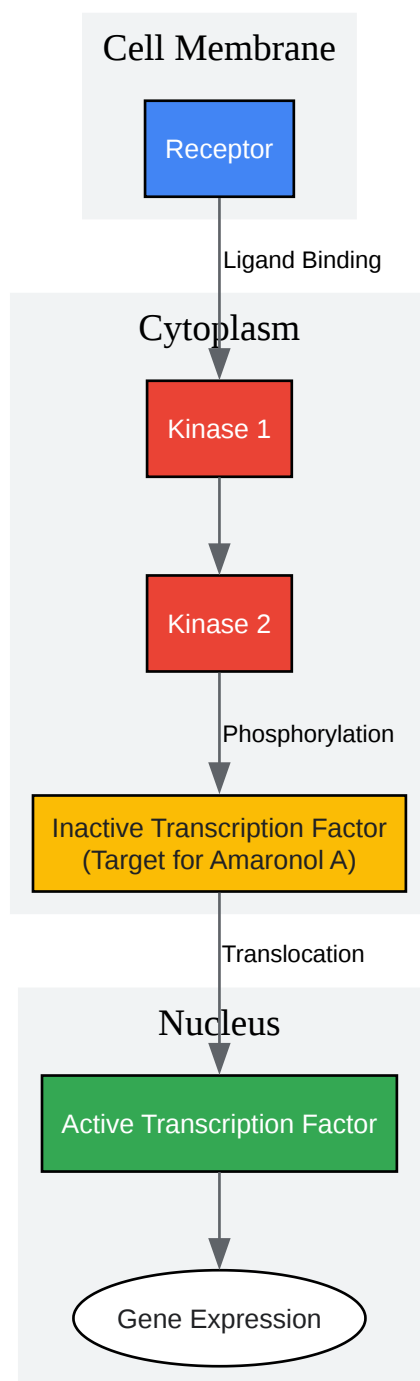 Cell Membrane
Receptor
Ligand Binding
Cytoplasm
Kinase 1
Kinase 2
Phosphorylation
Inactive Transcription Factor
(Target for Amaronol A)
Translocation
Nucleus
Active Transcription Factor
Gene Expression